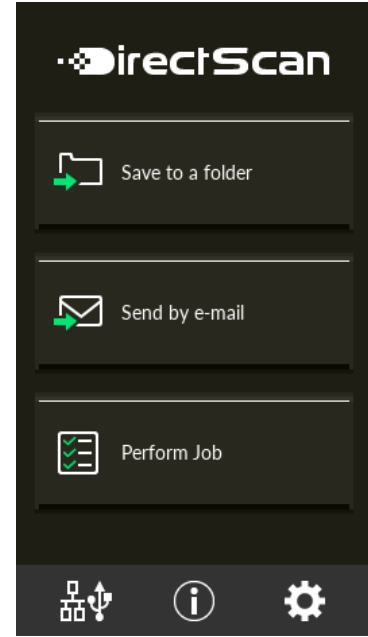 DirectScan
Save to a folder
Send by e-mail
Perform Job